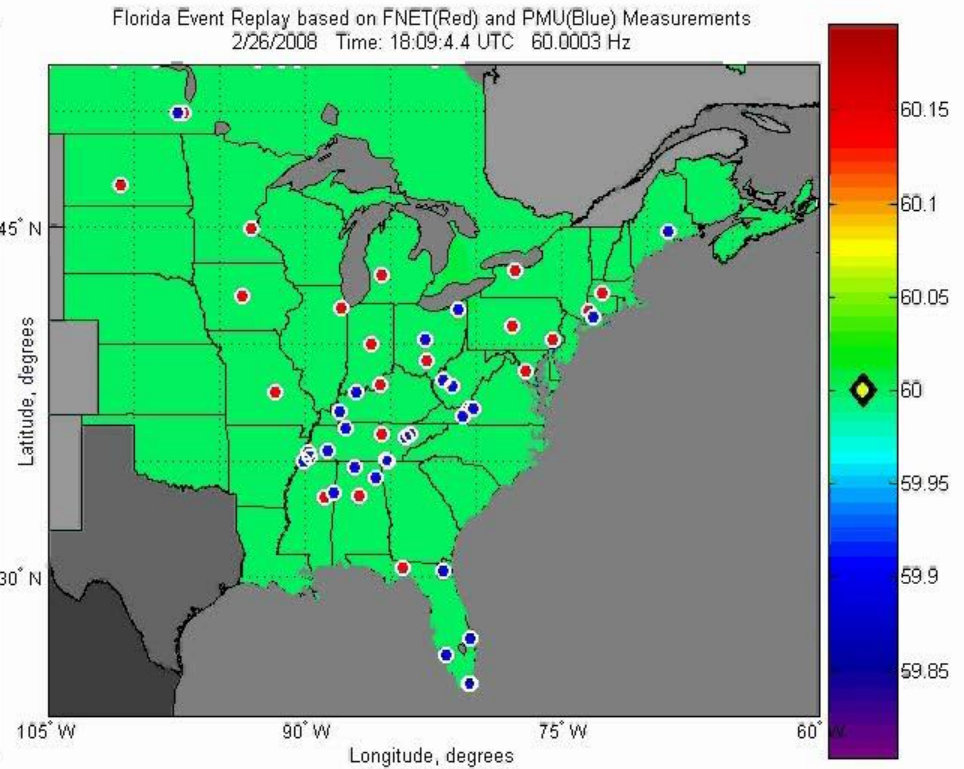 Florida Event Replay based on FNET(Red) and PMU(Blue) Measurements
2/26/2008 Time: 18:09:4.4 UTC 60.0003 Hz
60.15
60.1
60.05
60
59.95
59.9
59.85
45° N
30° N
Latitude, degrees
105° W
90° W
75° W
60° W
Longitude, degrees